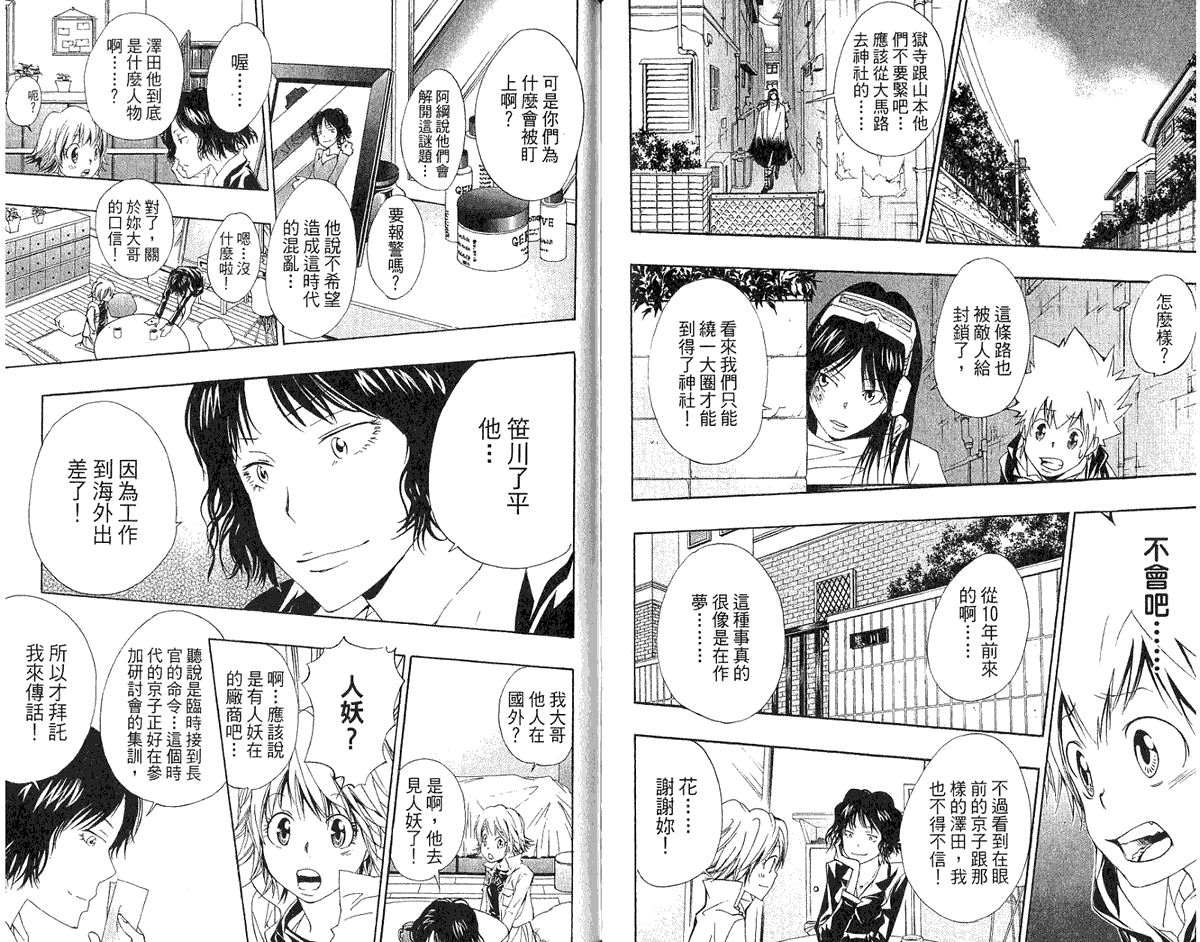 獄寺跟山本他
們不要緊吧…
應該從大馬路
去神社的……
怎麼樣?
這條路也
被敵人給
封鎖了,
看來我們只能
繞一大圈才能
到得了神社!
不會吧……
從10年前來
的啊……
這種事真的
很像是在作
夢………
不過看到在眼
前的京子跟那
樣的澤田,我
也不得不信!
花……
謝謝妳!
可是你們為
什麼會被盯
上啊?
阿綱說他們會
解開這謎題…
要報警嗎?
他說不希望
造成這時代
的混亂…
喔……
澤田他到底
是什麼人物
啊……?
呃?
嗯…沒
什麼啦!
對了,關
於妳大哥
的口信!
GEL
笹川了平
他…
因為工作
到海外出
差了!
我大哥
他人在
國外?
是啊,他去
見人妖了!
人妖?
啊…應該說
是有人妖在
的廠商吧…
聽說是臨時接到長
官的命令…這個時
代的京子正好在參
加研討會的集訓,
所以才拜託
我來傳話!